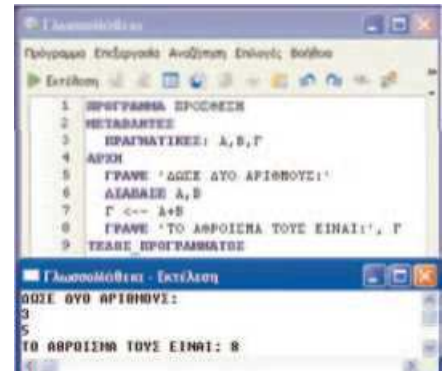 Γλωσσομάθεια
Πρόγραμμα Επεξεργασία Αναζήτηση Επιλογές Βοήθεια
Εκτέλεση
1 ΠΡΟΓΡΑΜΜΑ ΠΡΟΣΘΕΣΗ
2 ΜΕΤΑΒΛΗΤΕΣ
3 ΠΡΑΓΜΑΤΙΚΕΣ: Α,Β,Γ
4 ΑΡΧΗ
5 ΓΡΑΨΕ 'ΔΩΣΕ ΔΥΟ ΑΡΙΘΜΟΥΣ:'
6 ΔΙΑΒΑΣΕ Α,Β
7 Γ <-- Α+Β
8 ΓΡΑΨΕ 'ΤΟ ΑΘΡΟΙΣΜΑ ΤΟΥΣ ΕΙΝΑΙ:', Γ
9 ΤΕΛΟΣ_ΠΡΟΓΡΑΜΜΑΤΟΣ
Γλωσσομάθεια - Εκτέλεση
ΔΩΣΕ ΔΥΟ ΑΡΙΘΜΟΥΣ:
3
5
ΤΟ ΑΘΡΟΙΣΜΑ ΤΟΥΣ ΕΙΝΑΙ: 8